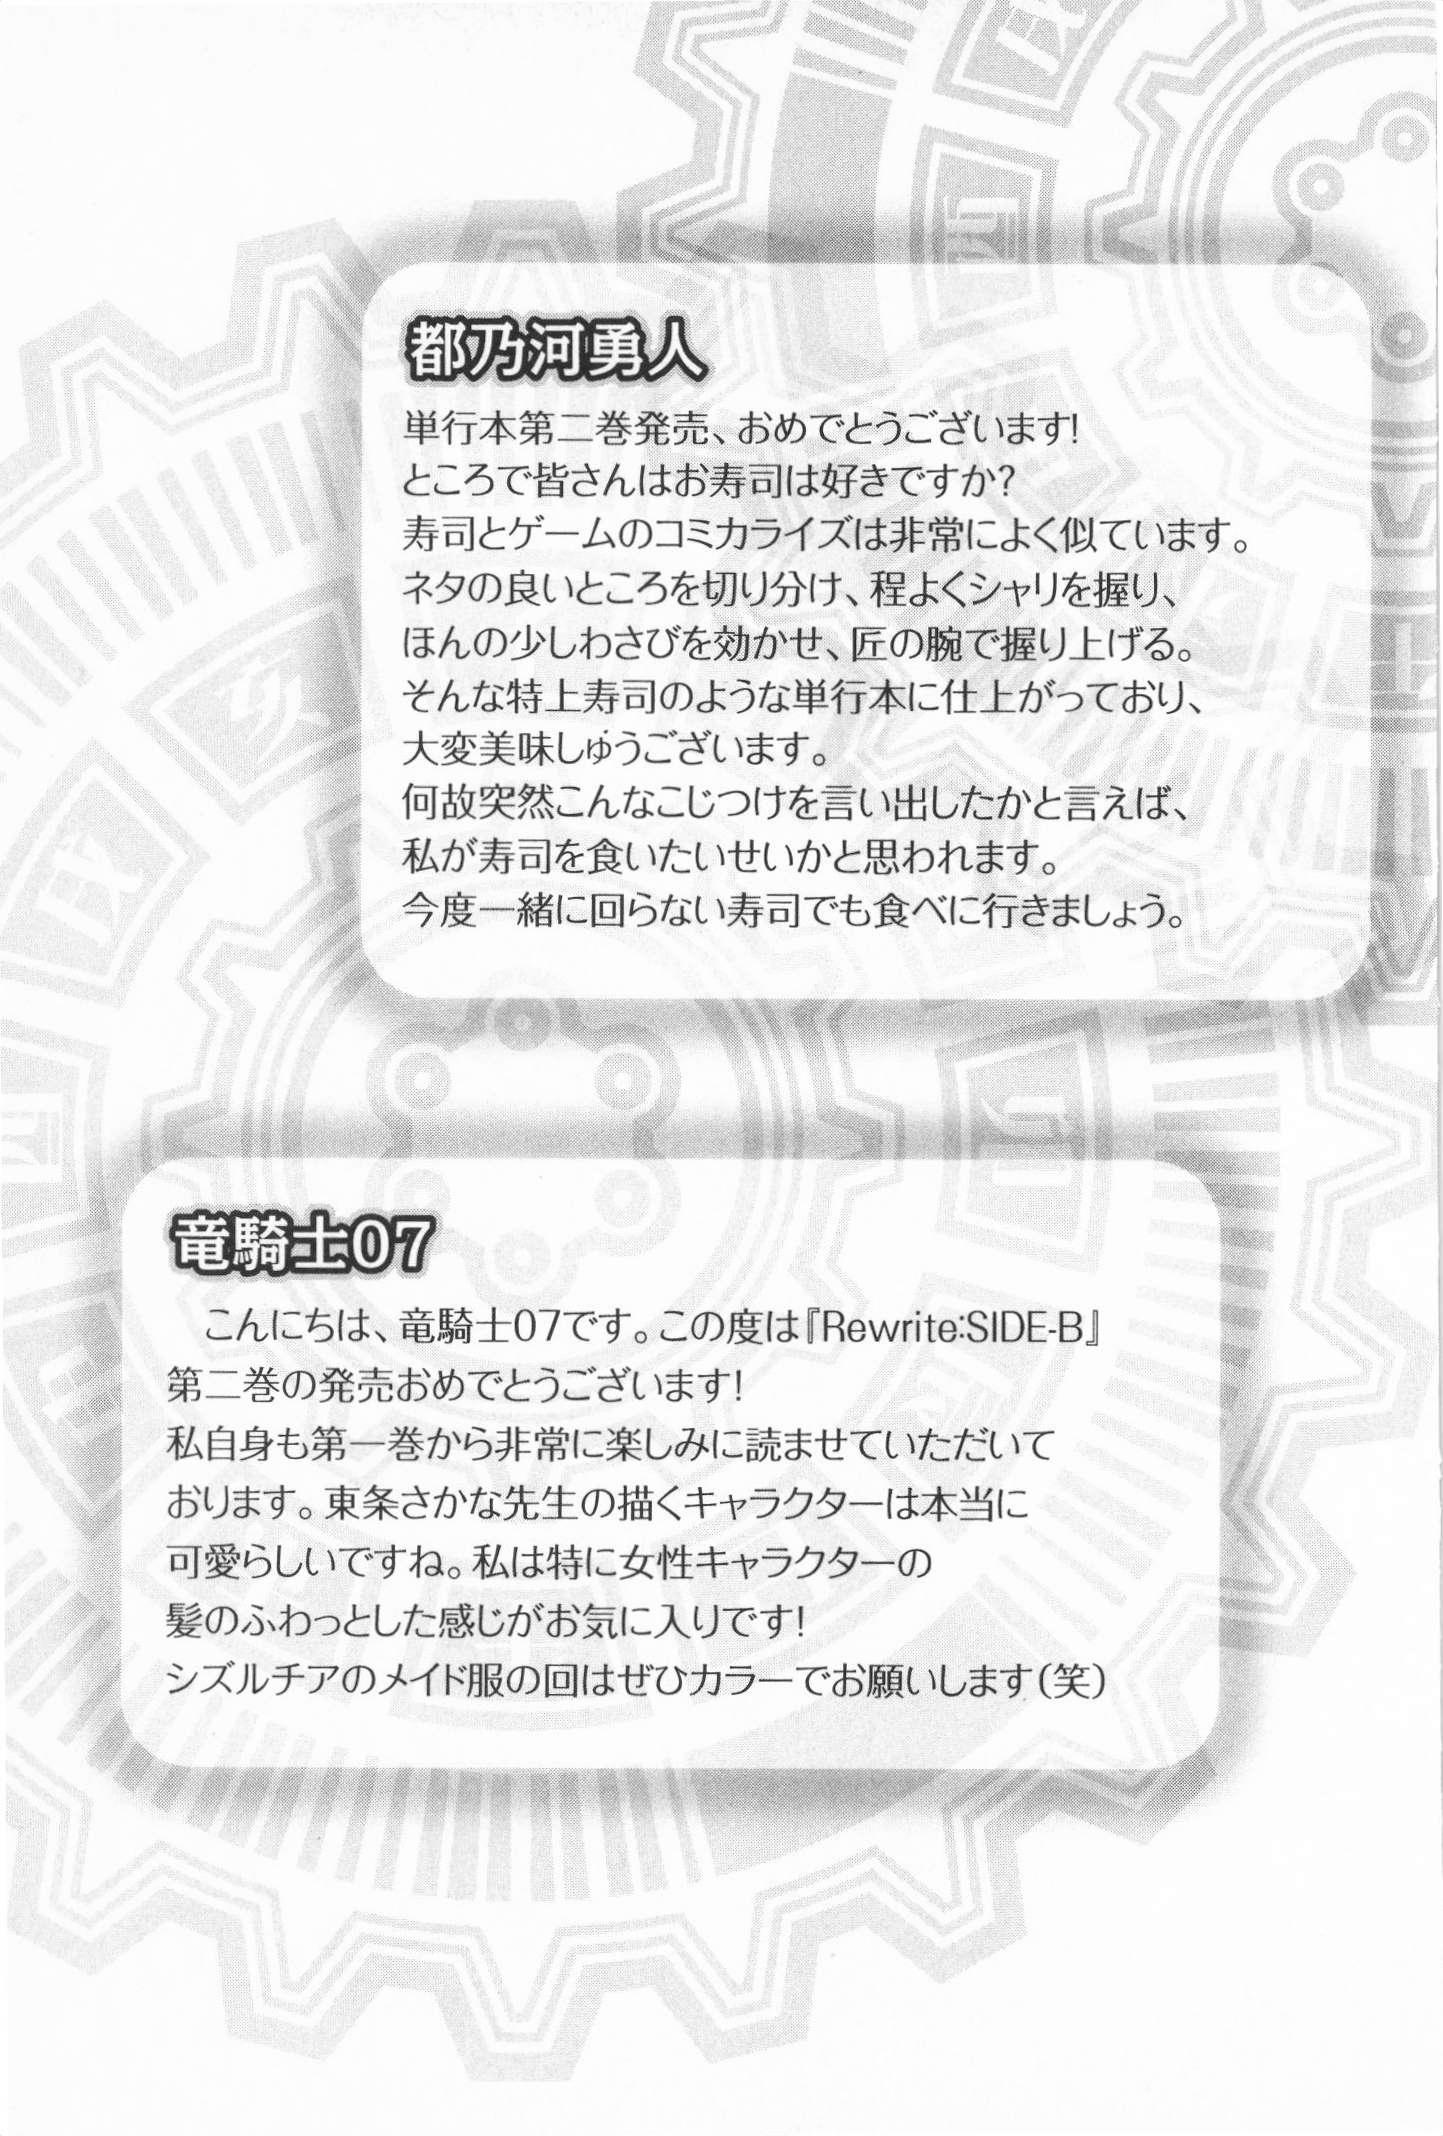 都乃河勇人
単行本第二巻発売、おめでとうございます!
ところで皆さんはお寿司は好きですか?
寿司とゲームのコミカライズは非常によく似ています。
ネタの良いところを切り分け、程よくシャリを握り、
ほんの少しわさびを効かせ、匠の腕で握り上げる。
そんな特上寿司のような単行本に仕上がっており、
大変美味しゅうございます。
何故突然こんなこじつけを言い出したかと言えば、
私が寿司を食いたいせいかと思われます。
今度一緒に回らない寿司でも食べに行きましょう。
竜騎士07
こんにちは、竜騎士07です。この度は『Rewrite:SIDE-B』
第二巻の発売おめでとうございます!
私自身も第一巻から非常に楽しみに読ませていただいて
おります。東条さかな先生の描くキャラクターは本当に
可愛らしいですね。私は特に女性キャラクターの
髪のふわっとした感じがお気に入りです!
シズルチアのメイド服の回はぜひカラーでお願いします(笑)